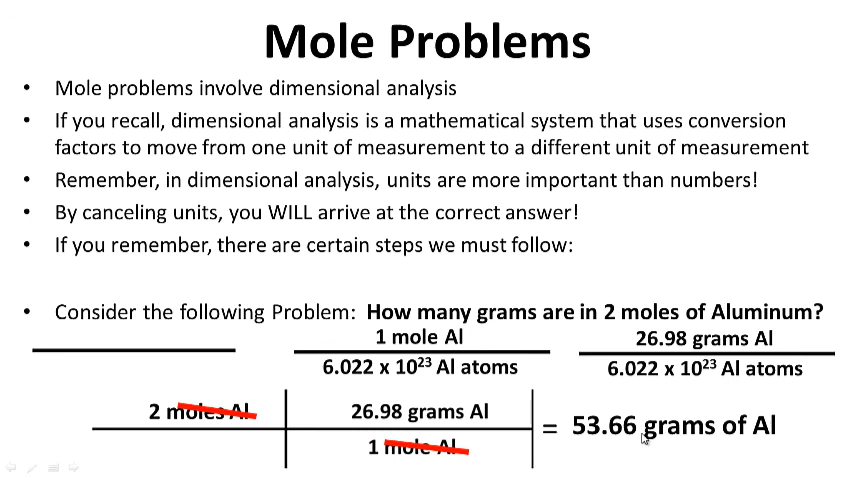 Mole Problems
• Mole problems involve dimensional analysis
• If you recall, dimensional analysis is a mathematical system that uses conversion
factors to move from one unit of measurement to a different unit of measurement
• Remember, in dimensional analysis, units are more important than numbers!
• By canceling units, you WILL arrive at the correct answer!
• If you remember, there are certain steps we must follow:
• Consider the following Problem: How many grams are in 2 moles of Aluminum?
1 mole Al
6.022 x 10²³ Al atoms
26.98 grams Al
6.022 x 10²³ Al atoms
2 moles Al
26.98 grams Al
1 mole Al
= 53.66 grams of Al